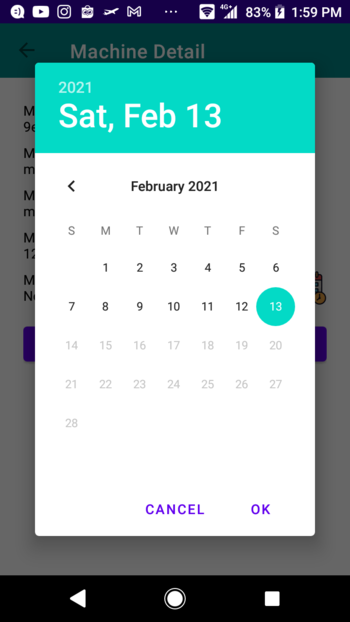 4G+ 83% 1:59 PM
Machine Detail
2021
Sat, Feb 13
February 2021
S M T W T F S
1 2 3 4 5 6
7 8 9 10 11 12 13
14 15 16 17 18 19 20
21 22 23 24 25 26 27
28
CANCEL OK